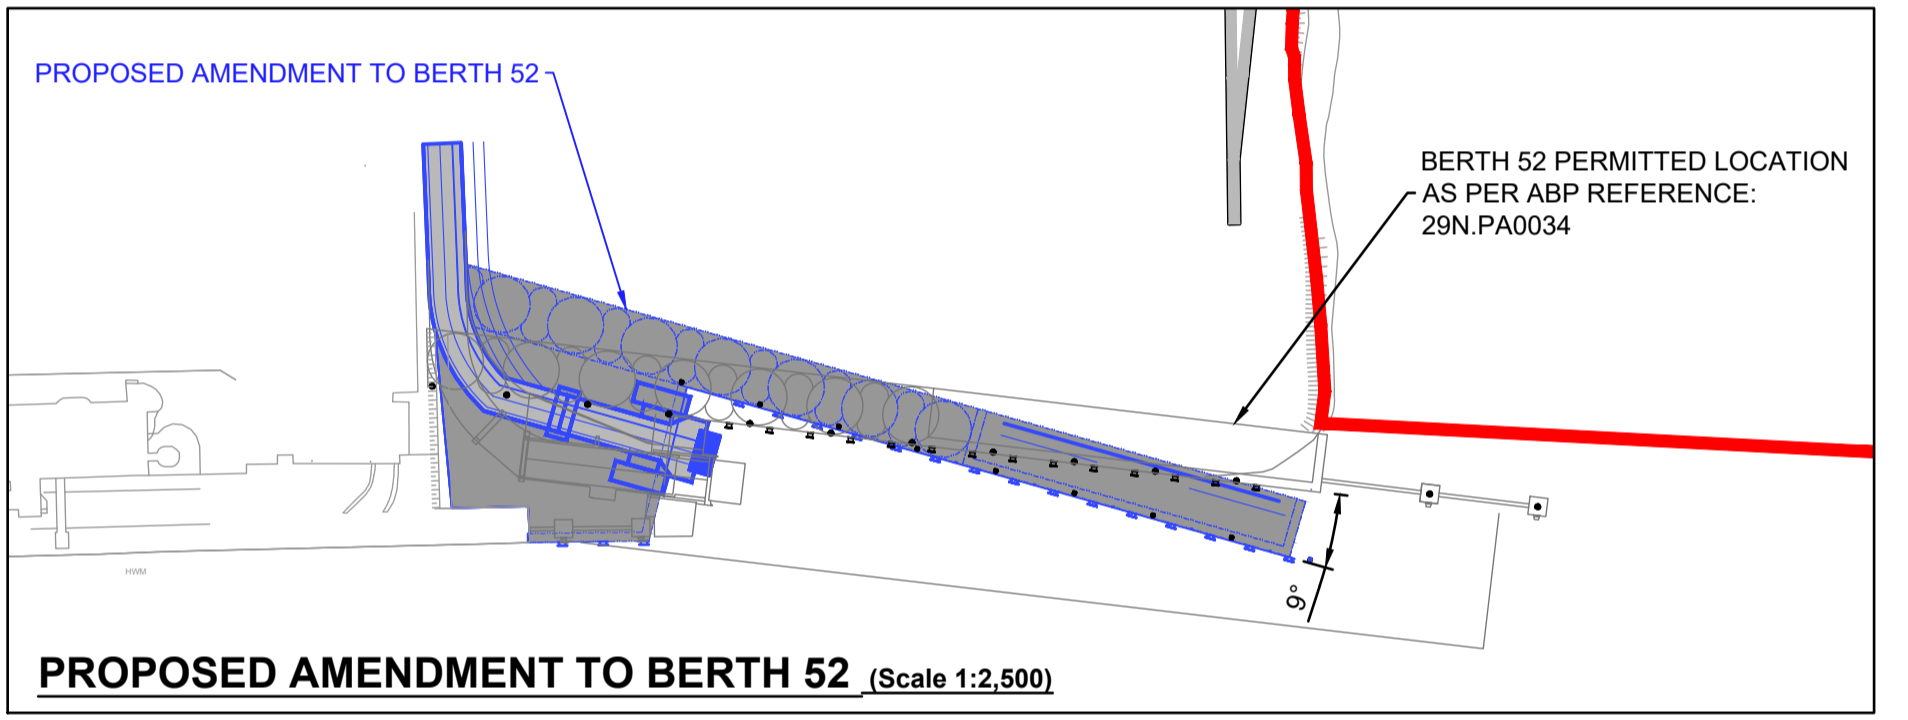 PROPOSED AMENDMENT TO BERTH 52
BERTH 52 PERMITTED LOCATION
AS PER ABP REFERENCE:
29N.PA0034
9°
HWM
PROPOSED AMENDMENT TO BERTH 52 (Scale 1:2,500)